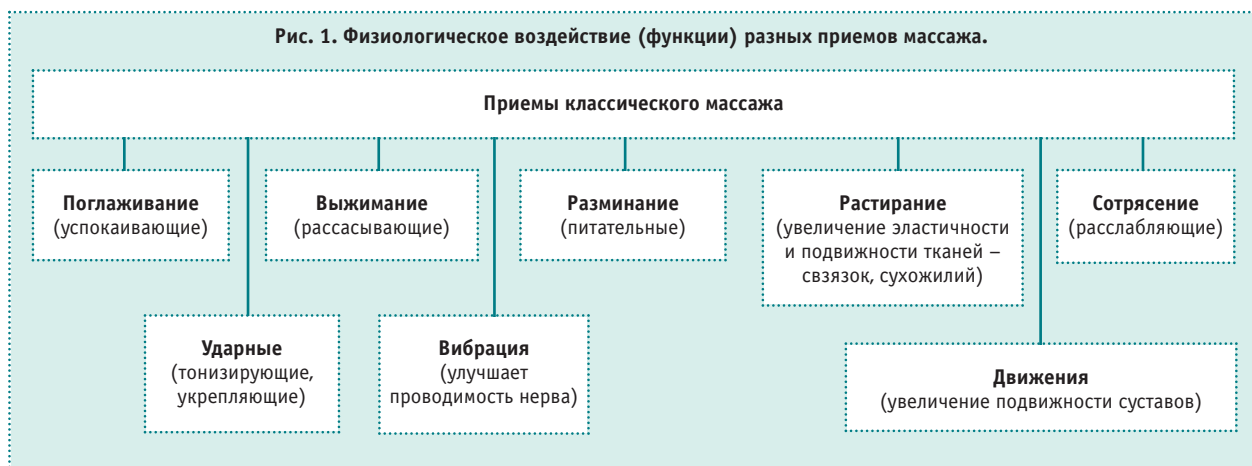 Рис. 1. Физиологическое воздействие (функции) разных приемов массажа.
Приемы классического массажа
Поглаживание
(успокаивающие)
Выжимание
(рассасывающие)
Разминание
(питательные)
Растирание
(увеличение эластичности
и подвижности тканей –
свзязок, сухожилий)
Сотрясение
(расслабляющие)
Ударные
(тонизирующие,
укрепляющие)
Вибрация
(улучшает
проводимость нерва)
Движения
(увеличение подвижности суставов)